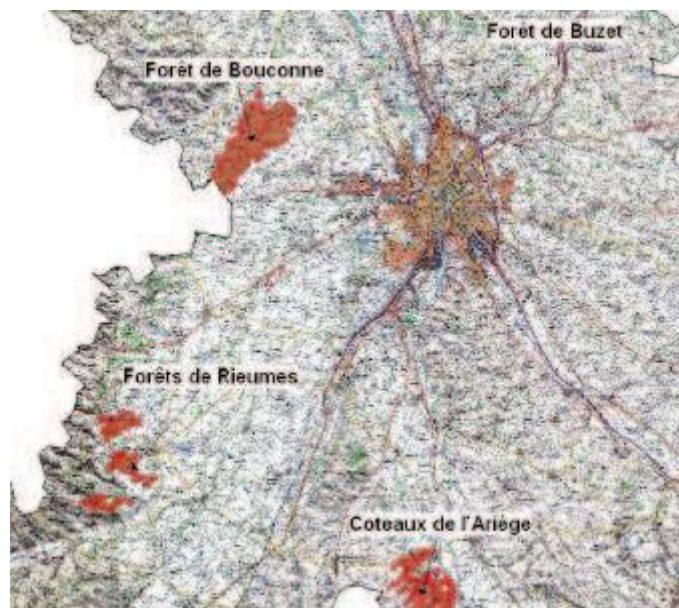 Forêt de Buzet
Forêt de Bouconne
Forêts de Rieumes
Coteaux de l'Ariège